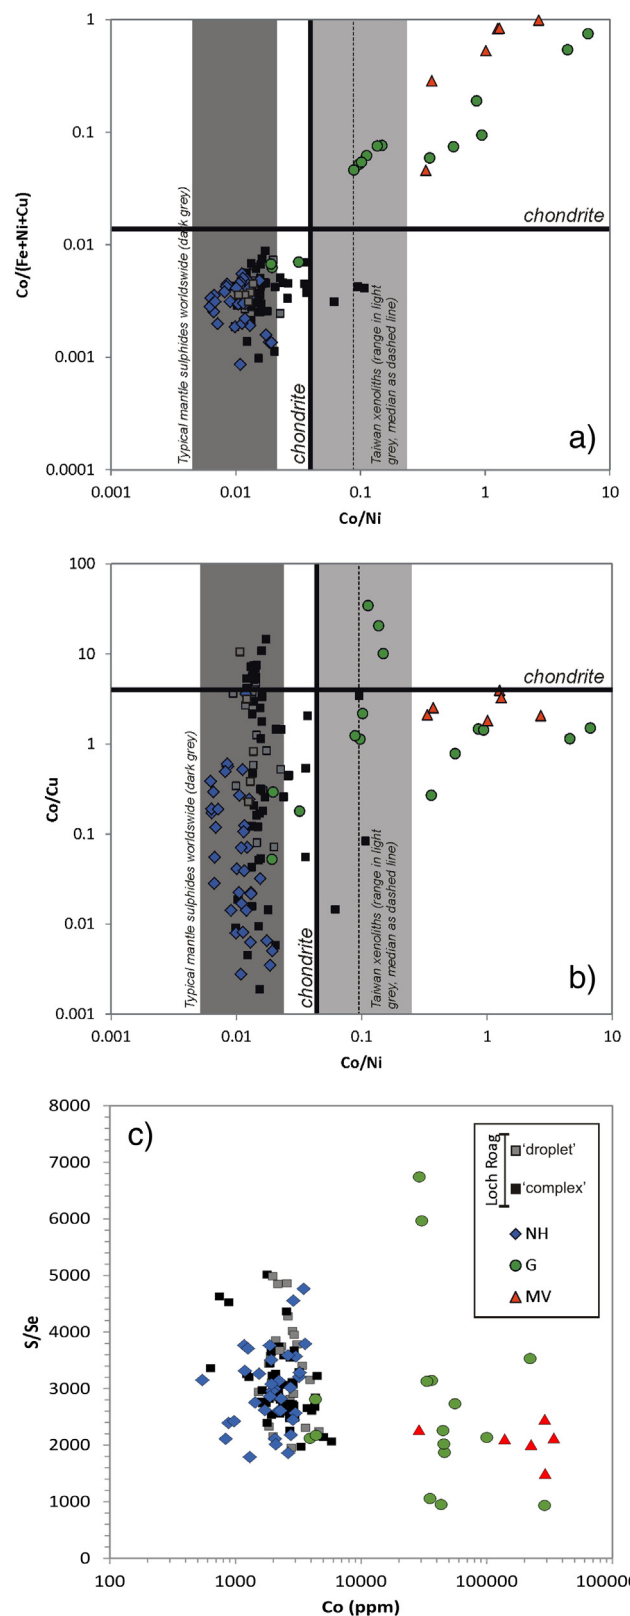 1
0.1
0.01
0.001
0.0001
Co/(Fe+Ni+Cu)
chondrite
Typical mantle sulphides worldwide (dark grey)
chondrite
Taiwan xenoliths (range in light
grey, median as dashed line)
a)
0.001
0.01
0.1
1
10
Co/Ni
100
10
1
0.1
0.01
0.001
Co/Cu
chondrite
Typical mantle sulphides worldwide (dark grey)
chondrite
Taiwan xenoliths (range in light
grey, median as dashed line)
b)
0.001
0.01
0.1
1
10
Co/Ni
8000
7000
6000
5000
4000
3000
2000
1000
0
S/Se
c)
Loch Roag
'droplet'
'complex'
NH
G
MV
100
1000
10000
100000
100000
Co (ppm)